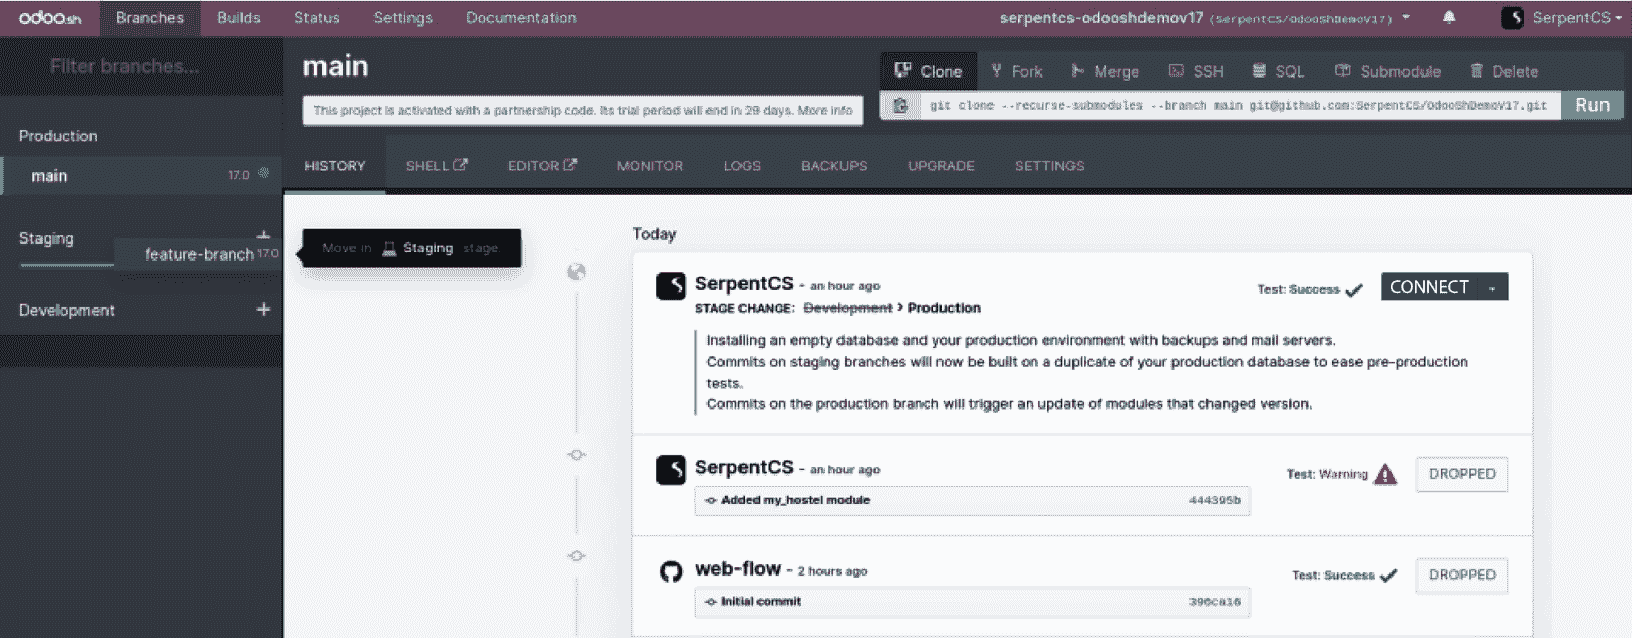 odoo.sh Branches Builds Status Settings Documentation serpentcs-odooshdemov17 (SerpentCS/OdooShDemoV17) SerpentCS
Filter branches...
Production
main 17.0
Staging +
feature-branch 17.0
Development +
main
This project is activated with a partnership code. Its trial period will end in 29 days. More info
Clone Fork Merge SSH SQL Submodule Delete
git clone --recurse-submodules --branch main git@github.com:SerpentCS/OdooShDemoV17.git Run
HISTORY SHELL EDITOR MONITOR LOGS BACKUPS UPGRADE SETTINGS
Move in Staging stage
Today
SerpentCS - an hour ago
Test: Success CONNECT
STAGE CHANGE: Development > Production
Installing an empty database and your production environment with backups and mail servers.
Commits on staging branches will now be built on a duplicate of your production database to ease pre-production
tests.
Commits on the production branch will trigger an update of modules that changed version.
SerpentCS - an hour ago
Test: Warning DROPPED
Added my_hostel module 444395b
web-flow - 2 hours ago
Test: Success DROPPED
Initial commit 396ca16